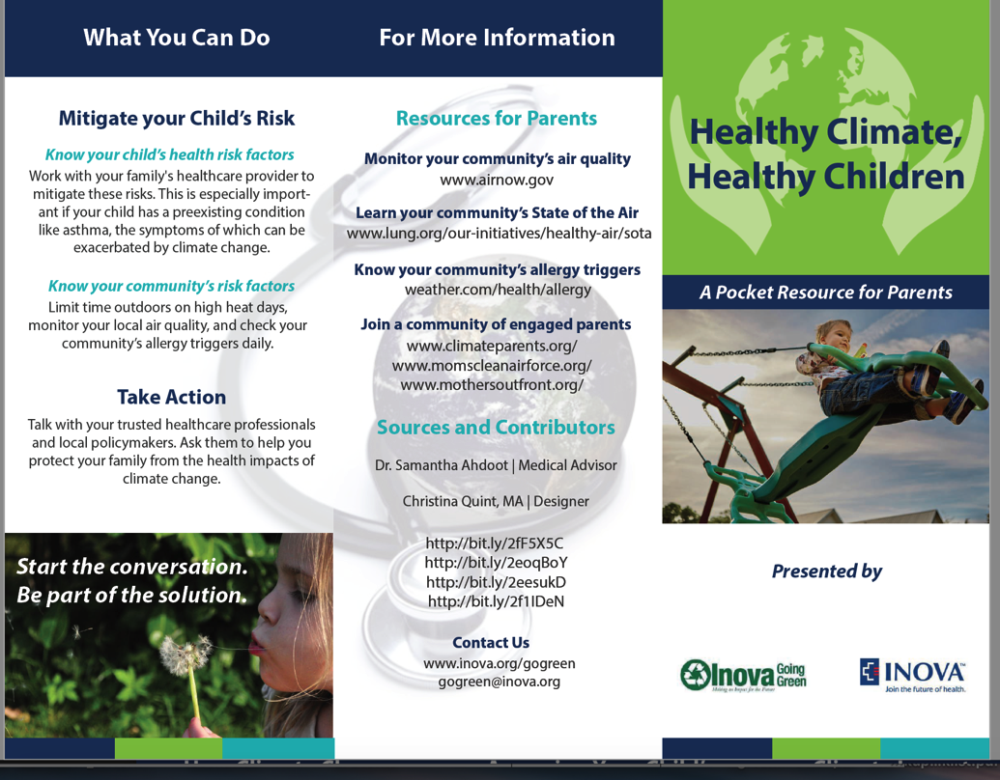 What You Can Do
Mitigate your Child's Risk
Know your child's health risk factors
Work with your family's healthcare provider to
mitigate these risks. This is especially import-
ant if your child has a preexisting condition
like asthma, the symptoms of which can be
exacerbated by climate change.
Know your community's risk factors
Limit time outdoors on high heat days,
monitor your local air quality, and check your
community's allergy triggers daily.
Take Action
Talk with your trusted healthcare professionals
and local policymakers. Ask them to help you
protect your family from the health impacts of
climate change.
Start the conversation.
Be part of the solution.
For More Information
Resources for Parents
Monitor your community's air quality
www.airnow.gov
Learn your community's State of the Air
www.lung.org/our-initiatives/healthy-air/sota
Know your community's allergy triggers
weather.com/health/allergy
Join a community of engaged parents
www.climateparents.org/
www.momscleanairforce.org/
www.mothersoutfront.org/
Sources and Contributors
Dr. Samantha Ahdoot | Medical Advisor
Christina Quint, MA | Designer
http://bit.ly/2fF5X5C
http://bit.ly/2eoqBoY
http://bit.ly/2eesukD
http://bit.ly/2f1IDeN
Contact Us
www.inova.org/gogreen
gogreen@inova.org
Healthy Climate,
Healthy Children
A Pocket Resource for Parents
Presented by
Inova Going
Green
Making an Impact for the Future
INOVA™
Join the future of health.